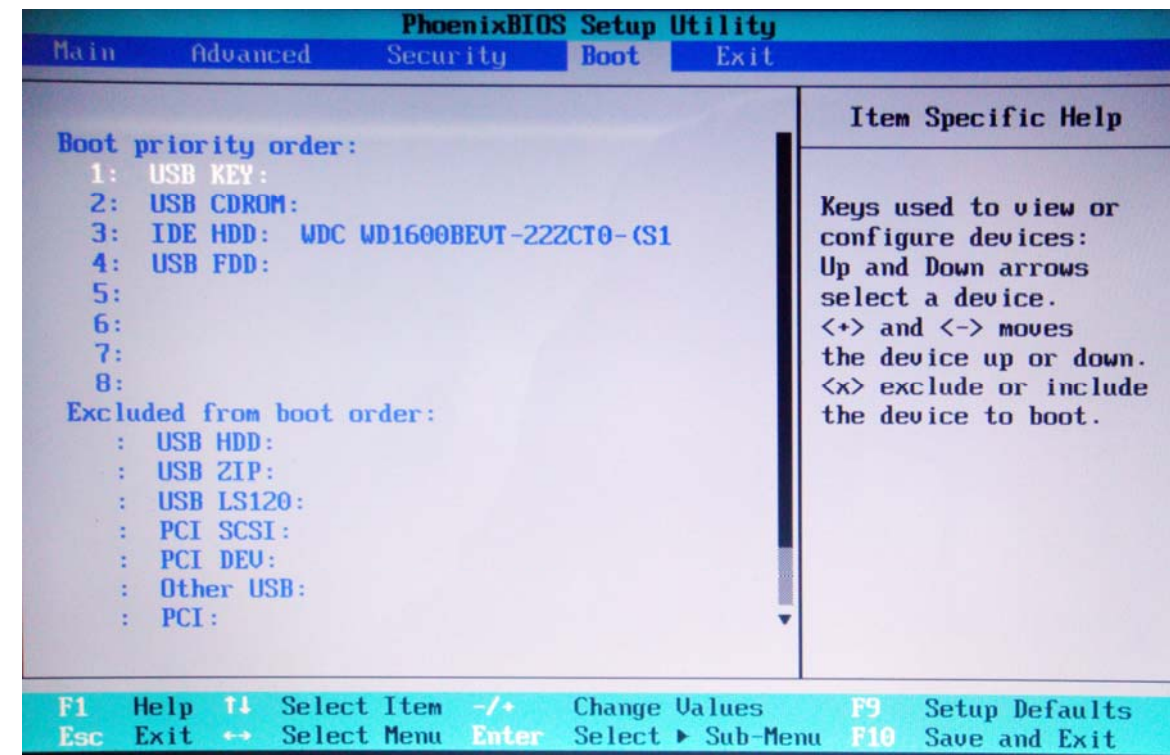 PhoenixBIOS Setup Utility
Main Advanced Security Boot Exit
Item Specific Help
Boot priority order:
1: USB KEY:
2: USB CDROM:
3: IDE HDD: WDC WD1600BEVT-22ZCT0-(S1
4: USB FDD:
5:
6:
7:
8:
Excluded from boot order:
: USB HDD:
: USB ZIP:
: USB LS120:
: PCI SCSI:
: PCI DEV:
: Other USB:
: PCI:
Keys used to view or
configure devices:
Up and Down arrows
select a device.
<+> and <-> moves
the device up or down.
<x> exclude or include
the device to boot.
F1 Help ↑↓ Select Item -/+ Change Values F9 Setup Defaults
Esc Exit ↔ Select Menu Enter Select ▶ Sub-Menu F10 Save and Exit